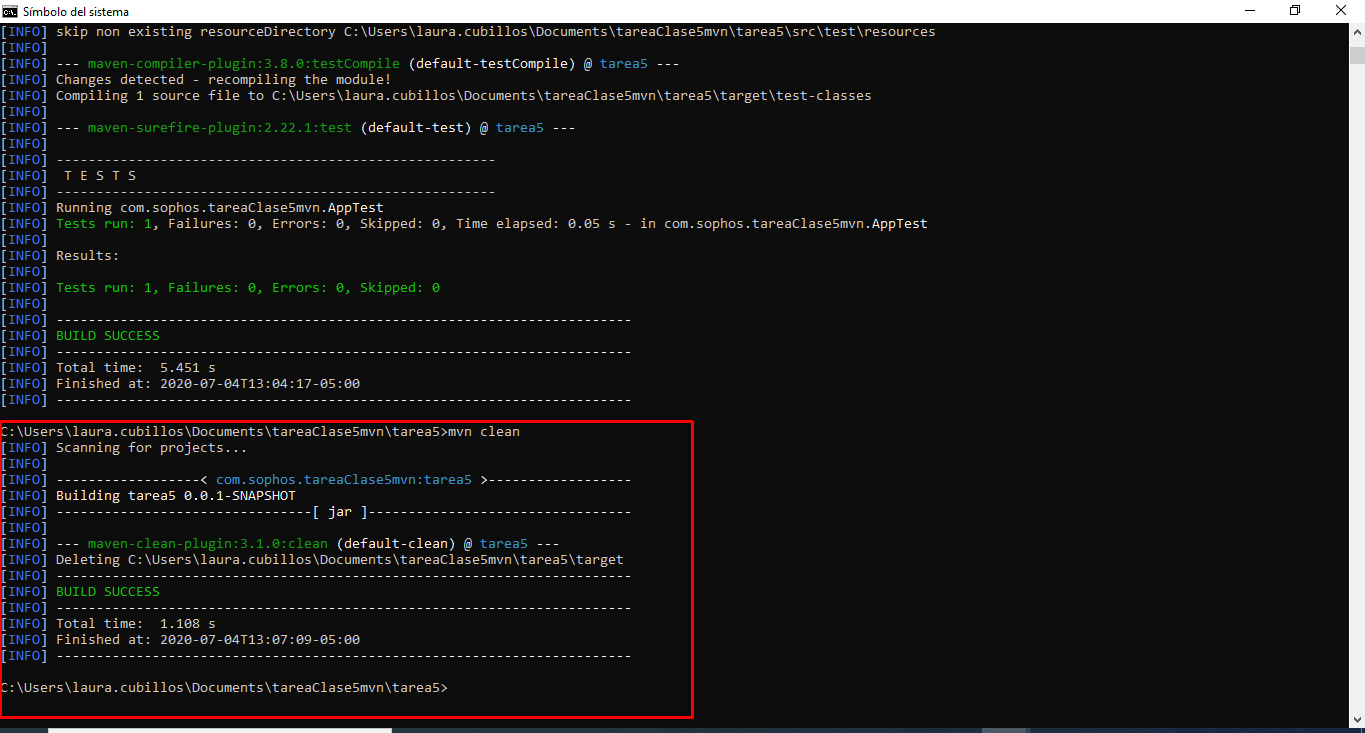 Símbolo del sistema
[INFO] skip non existing resourceDirectory C:\Users\laura.cubillos\Documents\tareaClase5mvn\tarea5\src\test\resources
[INFO]
[INFO] --- maven-compiler-plugin:3.8.0:testCompile (default-testCompile) @ tarea5 ---
[INFO] Changes detected - recompiling the module!
[INFO] Compiling 1 source file to C:\Users\laura.cubillos\Documents\tareaClase5mvn\tarea5\target\test-classes
[INFO]
[INFO] --- maven-surefire-plugin:2.22.1:test (default-test) @ tarea5 ---
[INFO]
[INFO] -------------------------------------------------------
[INFO]  T E S T S
[INFO] -------------------------------------------------------
[INFO] Running com.sophos.tareaClase5mvn.AppTest
[INFO] Tests run: 1, Failures: 0, Errors: 0, Skipped: 0, Time elapsed: 0.05 s - in com.sophos.tareaClase5mvn.AppTest
[INFO]
[INFO] Results:
[INFO]
[INFO] Tests run: 1, Failures: 0, Errors: 0, Skipped: 0
[INFO]
[INFO] ------------------------------------------------------------------------
[INFO] BUILD SUCCESS
[INFO] ------------------------------------------------------------------------
[INFO] Total time:  5.451 s
[INFO] Finished at: 2020-07-04T13:04:17-05:00
[INFO] ------------------------------------------------------------------------
C:\Users\laura.cubillos\Documents\tareaClase5mvn\tarea5>mvn clean
[INFO] Scanning for projects...
[INFO]
[INFO] ------------------< com.sophos.tareaClase5mvn:tarea5 >------------------
[INFO] Building tarea5 0.0.1-SNAPSHOT
[INFO] --------------------------------[ jar ]---------------------------------
[INFO]
[INFO] --- maven-clean-plugin:3.1.0:clean (default-clean) @ tarea5 ---
[INFO] Deleting C:\Users\laura.cubillos\Documents\tareaClase5mvn\tarea5\target
[INFO] ------------------------------------------------------------------------
[INFO] BUILD SUCCESS
[INFO] ------------------------------------------------------------------------
[INFO] Total time:  1.108 s
[INFO] Finished at: 2020-07-04T13:07:09-05:00
[INFO] ------------------------------------------------------------------------
C:\Users\laura.cubillos\Documents\tareaClase5mvn\tarea5>